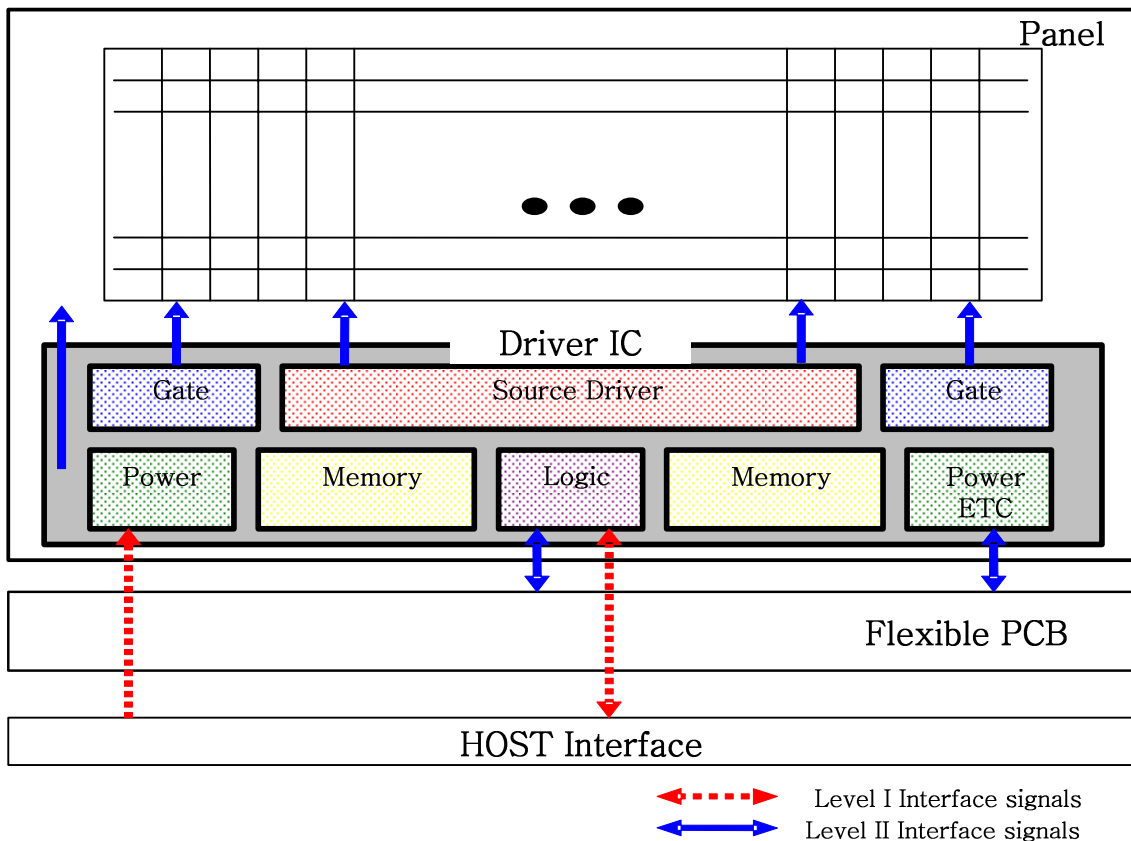 Panel
Driver IC
Gate
Source Driver
Gate
Power
Memory
Logic
Memory
Power
ETC
Flexible PCB
HOST Interface
Level I Interface signals
Level II Interface signals